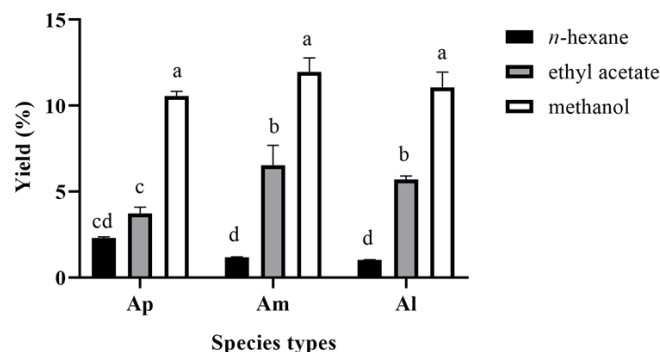 15
10
5
0
Yield (%)
cd
c
a
d
b
a
d
b
a
Ap
Am
Al
Species types
n-hexane
ethyl acetate
methanol